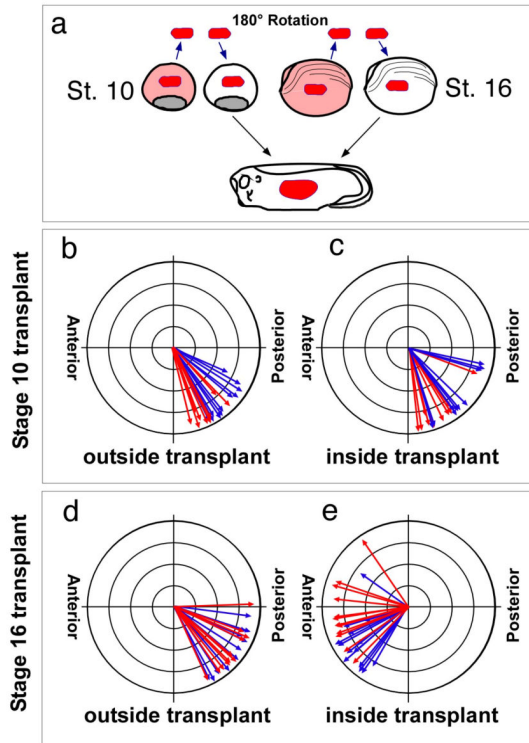 a
180° Rotation
St. 10
St. 16
Stage 10 transplant
b
c
Anterior
Posterior
Anterior
Posterior
outside transplant
inside transplant
Stage 16 transplant
d
e
Anterior
Posterior
Anterior
Posterior
outside transplant
inside transplant